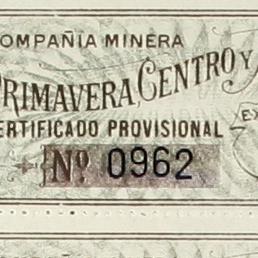 COMPAÑIA MINERA
PRIMAVERA, CENTRO Y
CERTIFICADO PROVISIONAL
Nº 0962